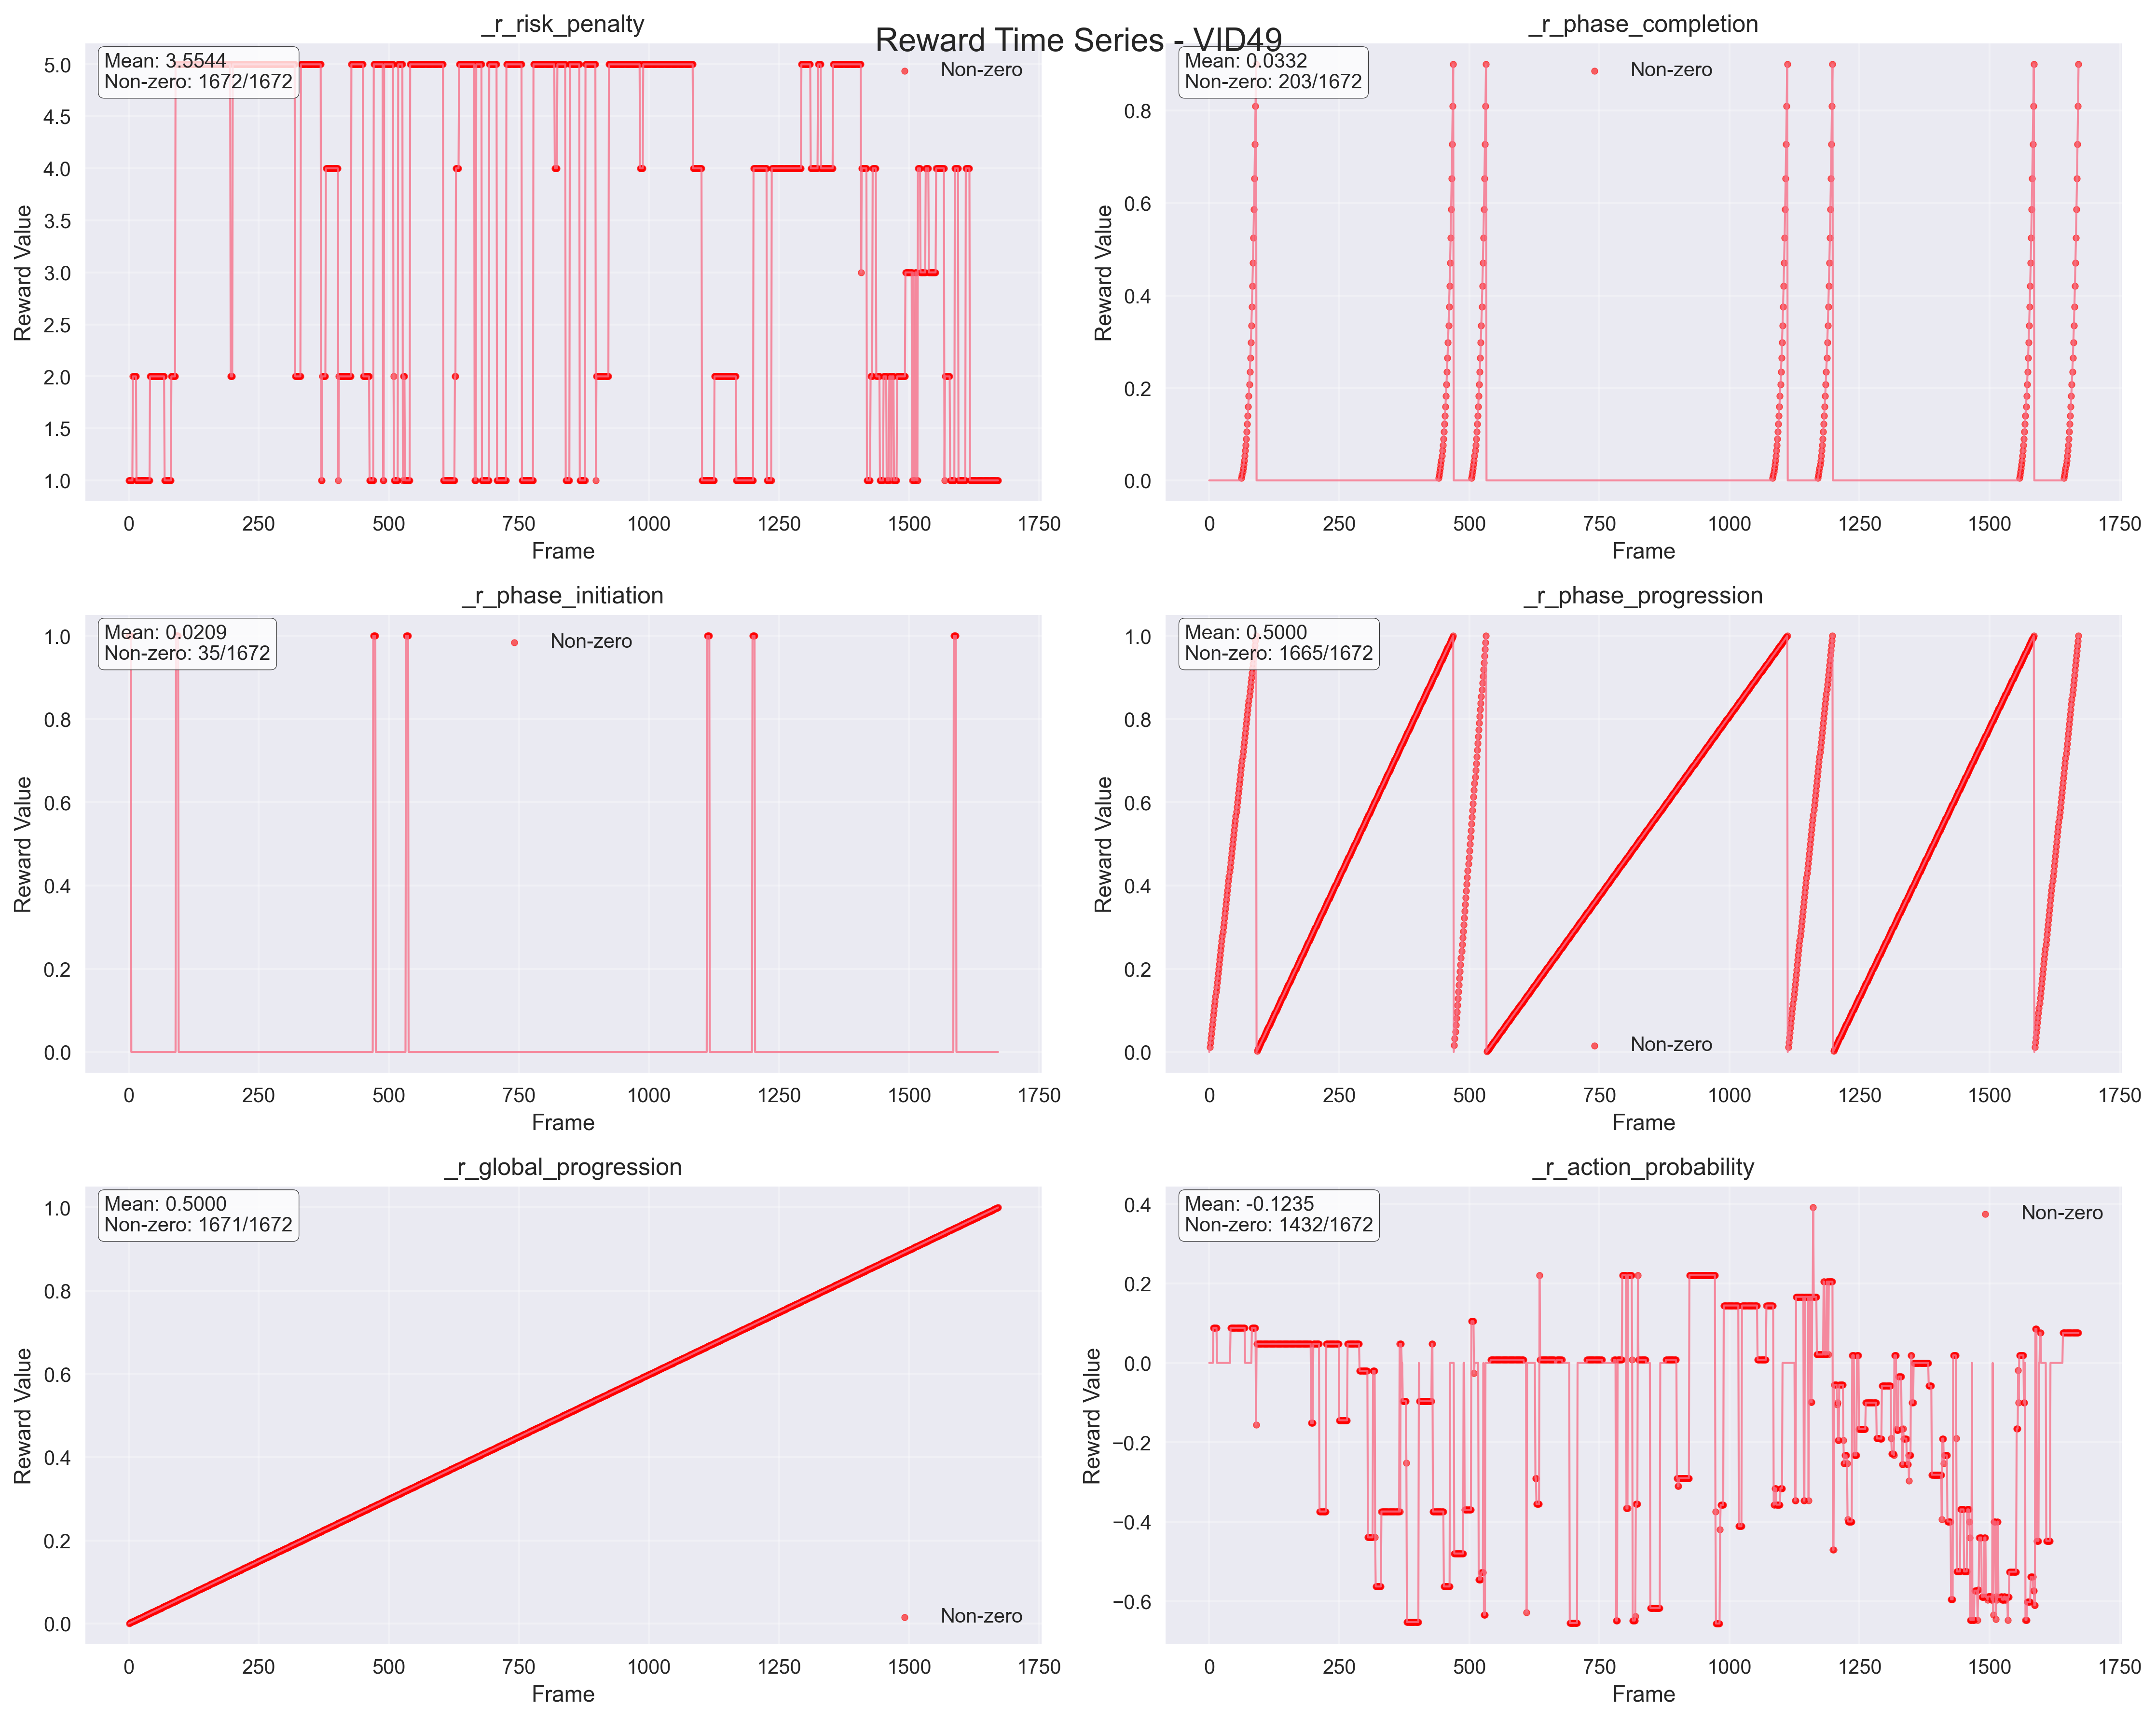 Reward Time Series - VID49
_r_risk_penalty
Mean: 3.5544
Non-zero: 1672/1672
Non-zero
5.0
4.5
4.0
3.5
3.0
2.5
2.0
1.5
1.0
Reward Value
0 250 500 750 1000 1250 1500 1750
Frame
_r_phase_completion
Mean: 0.0332
Non-zero: 203/1672
Non-zero
0.8
0.6
0.4
0.2
0.0
Reward Value
0 250 500 750 1000 1250 1500 1750
Frame
_r_phase_initiation
Mean: 0.0209
Non-zero: 35/1672
Non-zero
1.0
0.8
0.6
0.4
0.2
0.0
Reward Value
0 250 500 750 1000 1250 1500 1750
Frame
_r_phase_progression
Mean: 0.5000
Non-zero: 1665/1672
Non-zero
1.0
0.8
0.6
0.4
0.2
0.0
Reward Value
0 250 500 750 1000 1250 1500 1750
Frame
_r_global_progression
Mean: 0.5000
Non-zero: 1671/1672
Non-zero
1.0
0.8
0.6
0.4
0.2
0.0
Reward Value
0 250 500 750 1000 1250 1500 1750
Frame
_r_action_probability
Mean: -0.1235
Non-zero: 1432/1672
Non-zero
0.4
0.2
0.0
−0.2
−0.4
−0.6
Reward Value
0 250 500 750 1000 1250 1500 1750
Frame